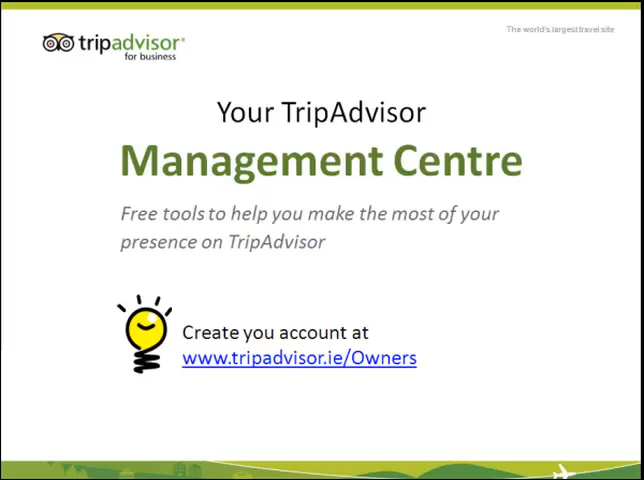 tripadvisor®
for business
The world's largest travel site
Your TripAdvisor
Management Centre
Free tools to help you make the most of your
presence on TripAdvisor
Create you account at
www.tripadvisor.ie/Owners